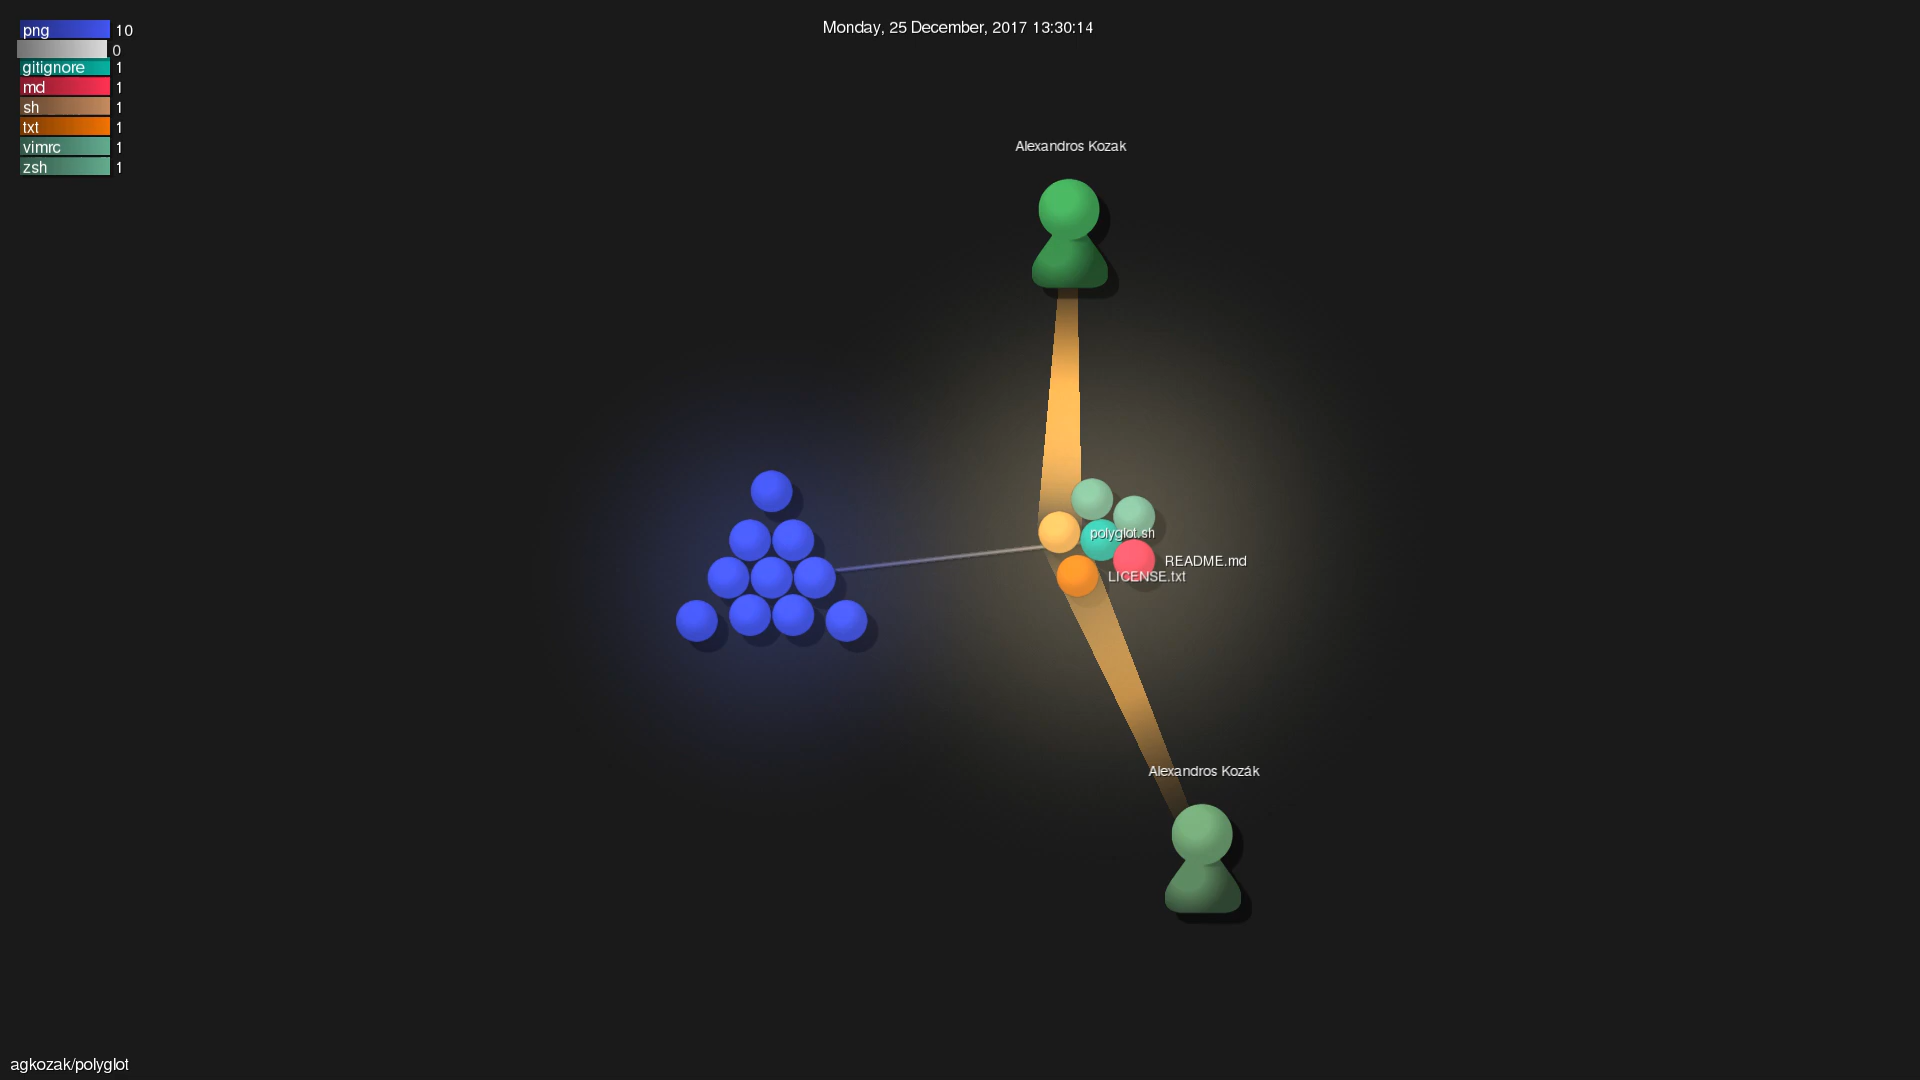 Monday, 25 December, 2017 13:30:14
png 10
0
gitignore 1
md 1
sh 1
txt 1
vimrc 1
zsh 1
Alexandros Kozak
polyglot.sh
README.md
LICENSE.txt
Alexandros Kozák
agkozak/polyglot